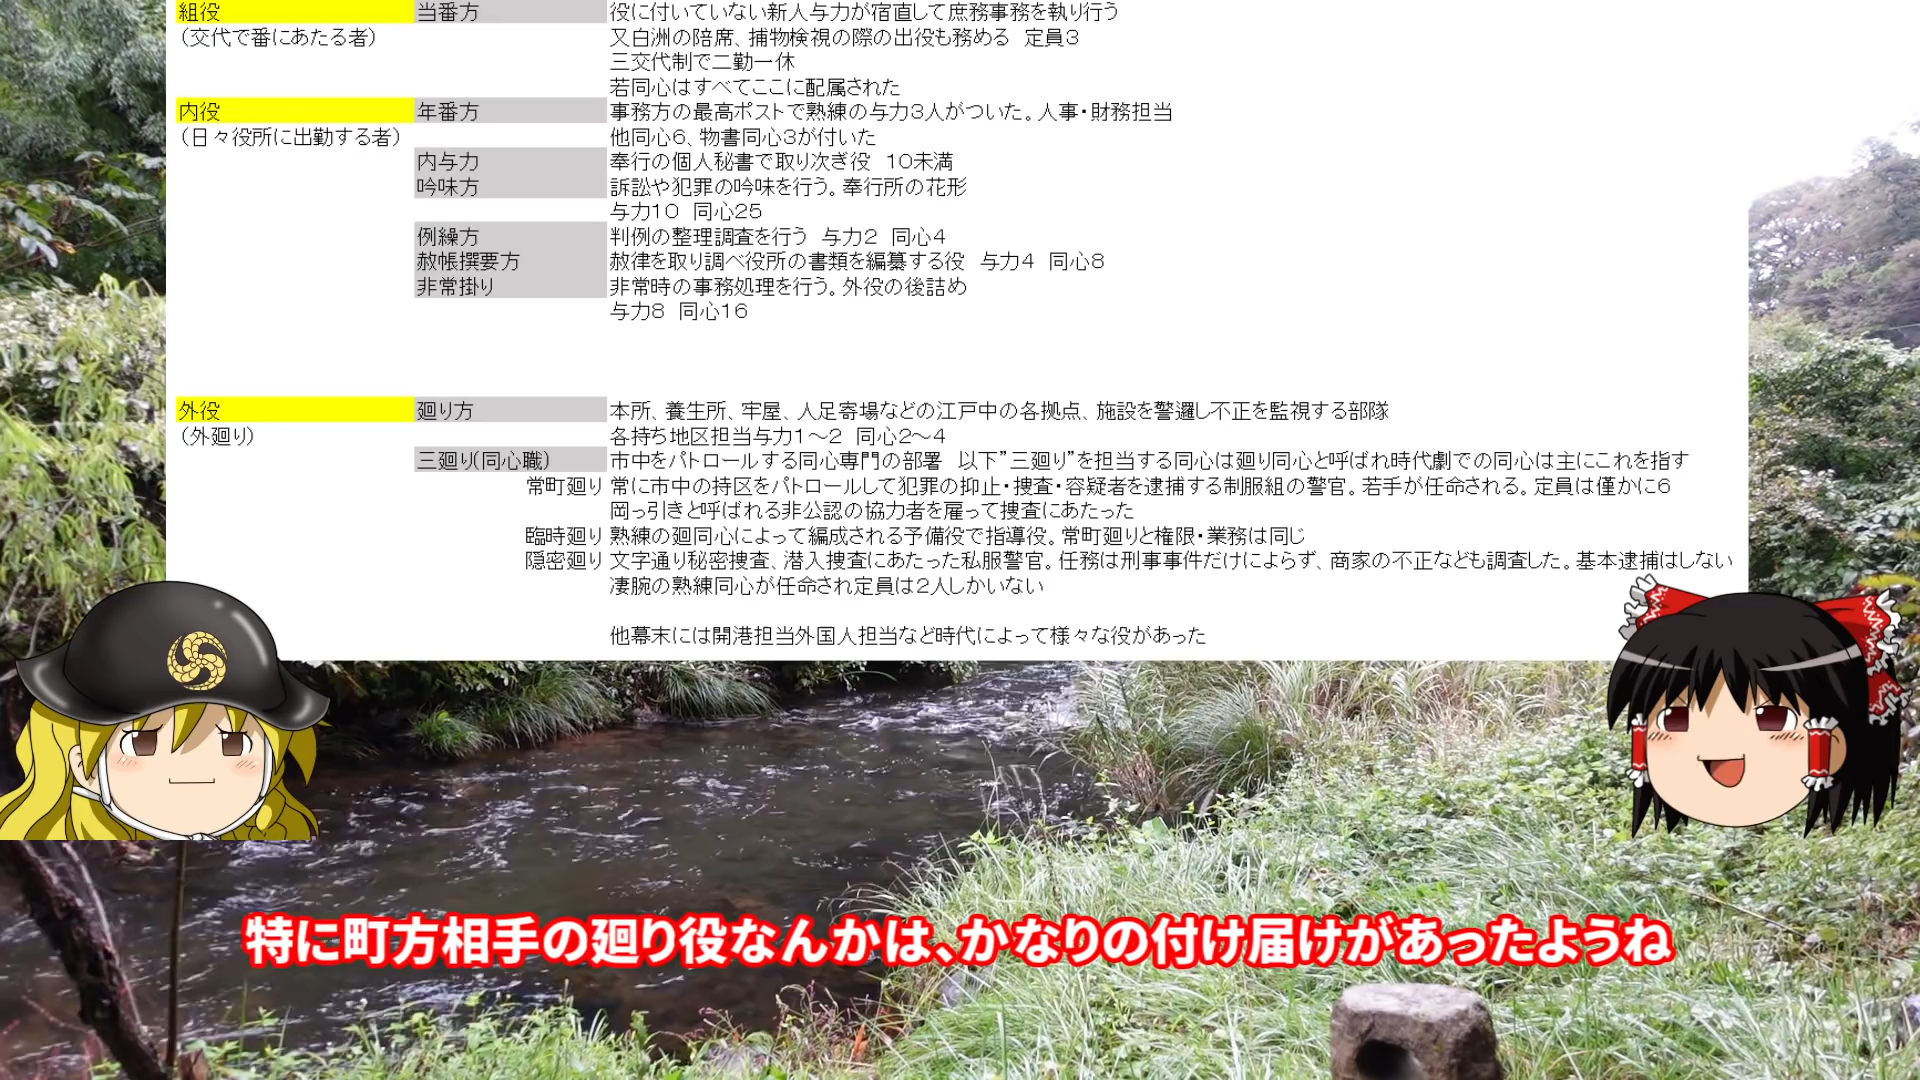 組役 当番方 役に付いていない新人与力が宿直して庶務事務を執り行う
（交代で番にあたる者） 又白洲の陪席、捕物検視の際の出役も務める　定員3
三交代制で二勤一休
若同心はすべてここに配属された
内役 年番方 事務方の最高ポストで熟練の与力3人がついた。人事・財務担当
（日々役所に出勤する者） 他同心6、物書同心3が付いた
内与力 奉行の個人秘書で取り次ぎ役　10未満
吟味方 訴訟や犯罪の吟味を行う。奉行所の花形
与力10　同心25
例繰方 判例の整理調査を行う　与力2　同心4
赦帳撰要方 赦律を取り調べ役所の書類を編纂する役　与力4　同心8
非常掛り 非常時の事務処理を行う。外役の後詰め
与力8　同心16
外役 廻り方 本所、養生所、牢屋、人足寄場などの江戸中の各拠点、施設を警邏し不正を監視する部隊
（外廻り） 各持ち地区担当与力1～2　同心2～4
三廻り(同心職) 市中をパトロールする同心専門の部署　以下”三廻り”を担当する同心は廻り同心と呼ばれ時代劇での同心は主にこれを指す
常町廻り 常に市中の持区をパトロールして犯罪の抑止・捜査・容疑者を逮捕する制服組の警官。若手が任命される。定員は僅かに6
岡っ引きと呼ばれる非公認の協力者を雇って捜査にあたった
臨時廻り 熟練の廻同心によって編成される予備役で指導役。常町廻りと権限・業務は同じ
隠密廻り 文字通り秘密捜査、潜入捜査にあたった私服警官。任務は刑事事件だけによらず、商家の不正なども調査した。基本逮捕はしない
凄腕の熟練同心が任命され定員は2人しかいない
他幕末には開港担当外国人担当など時代によって様々な役があった
特に町方相手の廻り役なんかは、かなりの付け届けがあったようね